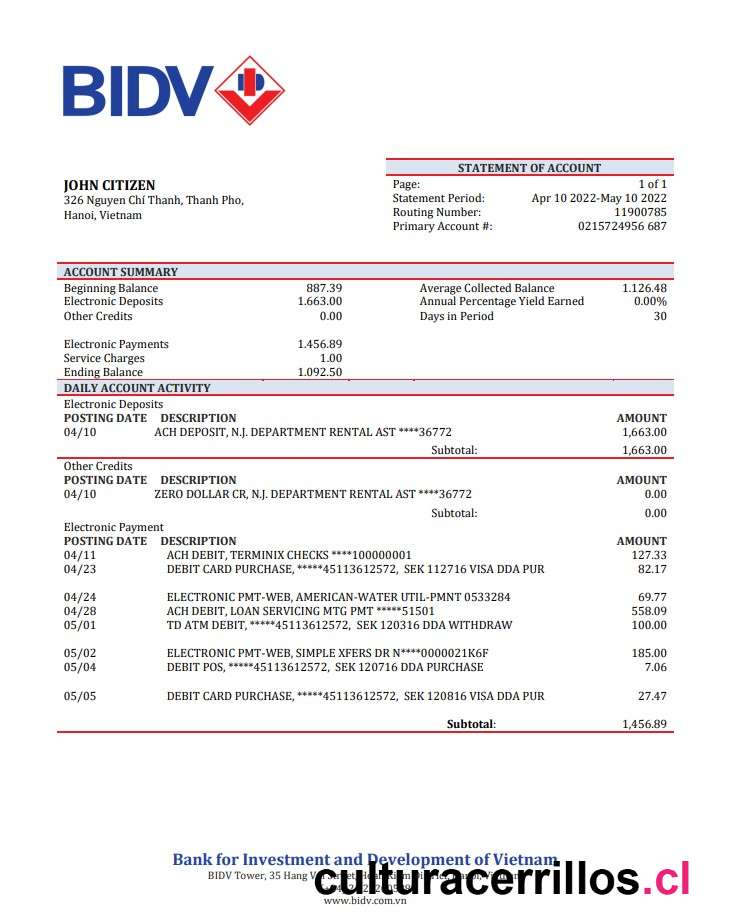 BIDV
STATEMENT OF ACCOUNT
JOHN CITIZEN
326 Nguyen Chí Thanh, Thanh Pho,
Hanoi, Vietnam
Page: 1 of 1
Statement Period: Apr 10 2022-May 10 2022
Routing Number: 11900785
Primary Account #: 0215724956 687
ACCOUNT SUMMARY
Beginning Balance 887.39 Average Collected Balance 1.126.48
Electronic Deposits 1.663.00 Annual Percentage Yield Earned 0.00%
Other Credits 0.00 Days in Period 30
Electronic Payments 1.456.89
Service Charges 1.00
Ending Balance 1.092.50
DAILY ACCOUNT ACTIVITY
Electronic Deposits
POSTING DATE DESCRIPTION AMOUNT
04/10 ACH DEPOSIT, N.J. DEPARTMENT RENTAL AST ****36772 1,663.00
Subtotal: 1,663.00
Other Credits
POSTING DATE DESCRIPTION AMOUNT
04/10 ZERO DOLLAR CR, N.J. DEPARTMENT RENTAL AST ****36772 0.00
Subtotal: 0.00
Electronic Payment
POSTING DATE DESCRIPTION AMOUNT
04/11 ACH DEBIT, TERMINIX CHECKS ****100000001 127.33
04/23 DEBIT CARD PURCHASE, *****45113612572, SEK 112716 VISA DDA PUR 82.17
04/24 ELECTRONIC PMT-WEB, AMERICAN-WATER UTIL-PMNT 0533284 69.77
04/28 ACH DEBIT, LOAN SERVICING MTG PMT *****51501 558.09
05/01 TD ATM DEBIT, *****45113612572, SEK 120316 DDA WITHDRAW 100.00
05/02 ELECTRONIC PMT-WEB, SIMPLE XFERS DR N****0000021K6F 185.00
05/04 DEBIT POS, *****45113612572, SEK 120716 DDA PURCHASE 7.06
05/05 DEBIT CARD PURCHASE, *****45113612572, SEK 120816 VISA DDA PUR 27.47
Subtotal: 1,456.89
Bank for Investment and Development of Vietnam
BIDV Tower, 35 Hang
culturacerrillos.cl
www.bidv.com.vn